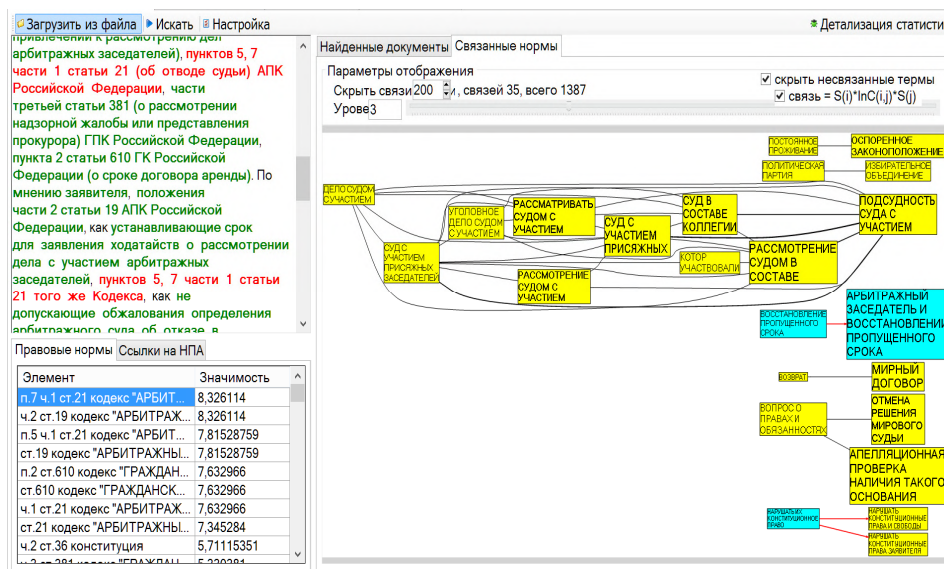 Загрузить из файла Искать Настройка
Детализация статисти
привлечении к рассмотрению дел
арбитражных заседателей), пунктов 5, 7
части 1 статьи 21 (об отводе судьи) АПК
Российской Федерации, части
третьей статьи 381 (о рассмотрении
надзорной жалобы или представления
прокурора) ГПК Российской Федерации,
пункта 2 статьи 610 ГК Российской
Федерации (о сроке договора аренды). По
мнению заявителя, положения
части 2 статьи 19 АПК Российской
Федерации, как устанавливающие срок
для заявления ходатайств о рассмотрении
дела с участием арбитражных
заседателей, пунктов 5, 7 части 1 статьи
21 того же Кодекса, как не
допускающие обжалования определения
арбитражного суда об отказе в
Правовые нормы Ссылки на НПА
Элемент Значимость
п.7 ч.1 ст.21 кодекс "АРБИТ... 8,326114
ч.2 ст.19 кодекс "АРБИТРАЖ... 8,326114
п.5 ч.1 ст.21 кодекс "АРБИТ... 7,81528759
ст.19 кодекс "АРБИТРАЖНЫ... 7,81528759
п.2 ст.610 кодекс "ГРАЖДАН... 7,632966
ст.610 кодекс "ГРАЖДАНСК... 7,632966
ч.1 ст.21 кодекс "АРБИТРАЖ... 7,632966
ст.21 кодекс "АРБИТРАЖНЫ... 7,345284
ч.2 ст.36 конституция 5,71115351
Найденные документы Связанные нормы
Параметры отображения
Скрыть связи 200 и, связей 35, всего 1387
Урове 3
скрыть несвязанные термы
связь = S(i)*InC(i,j)*S(j)
ПОСТОЯННОЕ
ПРОЖИВАНИЕ
ОСПОРЕННОЕ
ЗАКОНОПОЛОЖЕНИЕ
ПОЛИТИЧЕСКАЯ
ПАРТИЯ
ИЗБИРАТЕЛЬНОЕ
ОБЪЕДИНЕНИЕ
ДЕЛО СУДОМ
С УЧАСТИЕМ
УГОЛОВНОЕ
ДЕЛО СУДОМ
С УЧАСТИЕМ
РАССМАТРИВАТЬ
СУДОМ С
УЧАСТИЕМ
СУД С
УЧАСТИЕМ
ПРИСЯЖНЫХ
СУД В
СОСТАВЕ
КОЛЛЕГИИ
ПОДСУДНОСТЬ
СУДА С
УЧАСТИЕМ
СУД С
УЧАСТИЕМ
ПРИСЯЖНЫХ
ЗАСЕДАТЕЛЕЙ
РАССМОТРЕНИЕ
СУДОМ С
УЧАСТИЕМ
КОТОР
УЧАСТВОВАЛИ
РАССМОТРЕНИЕ
СУДОМ В
СОСТАВЕ
ВОССТАНОВЛЕНИЕ
ПРОПУЩЕННОГО
СРОКА
АРБИТРАЖНЫЙ
ЗАСЕДАТЕЛЬ И
ВОССТАНОВЛЕНИ
ПРОПУЩЕННОГО
СРОКА
ВОЗВРАТ
МИРНЫЙ
ДОГОВОР
ВОПРОС О
ПРАВАХ И
ОБЯЗАННОСТЯХ
ОТМЕНА
РЕШЕНИЯ
МИРОВОГО
СУДЬИ
АПЕЛЛЯЦИОННАЯ
ПРОВЕРКА
НАЛИЧИЯ ТАКОГО
ОСНОВАНИЯ
НАРУШАТЬ ИХ
КОНСТИТУЦИОННОЕ
ПРАВО
НАРУШАТЬ
КОНСТИТУЦИОННЫЕ
ПРАВА И СВОБОДЫ
НАРУШАТЬ
КОНСТИТУЦИОННЫЕ
ПРАВА ЗАЯВИТЕЛЯ